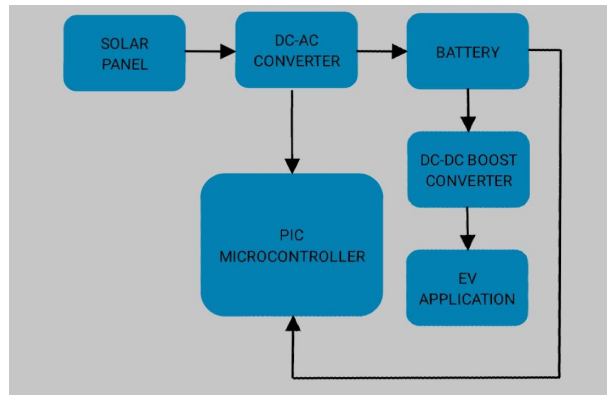 SOLAR
PANEL
DC-AC
CONVERTER
BATTERY
DC-DC BOOST
CONVERTER
PIC
MICROCONTROLLER
EV
APPLICATION